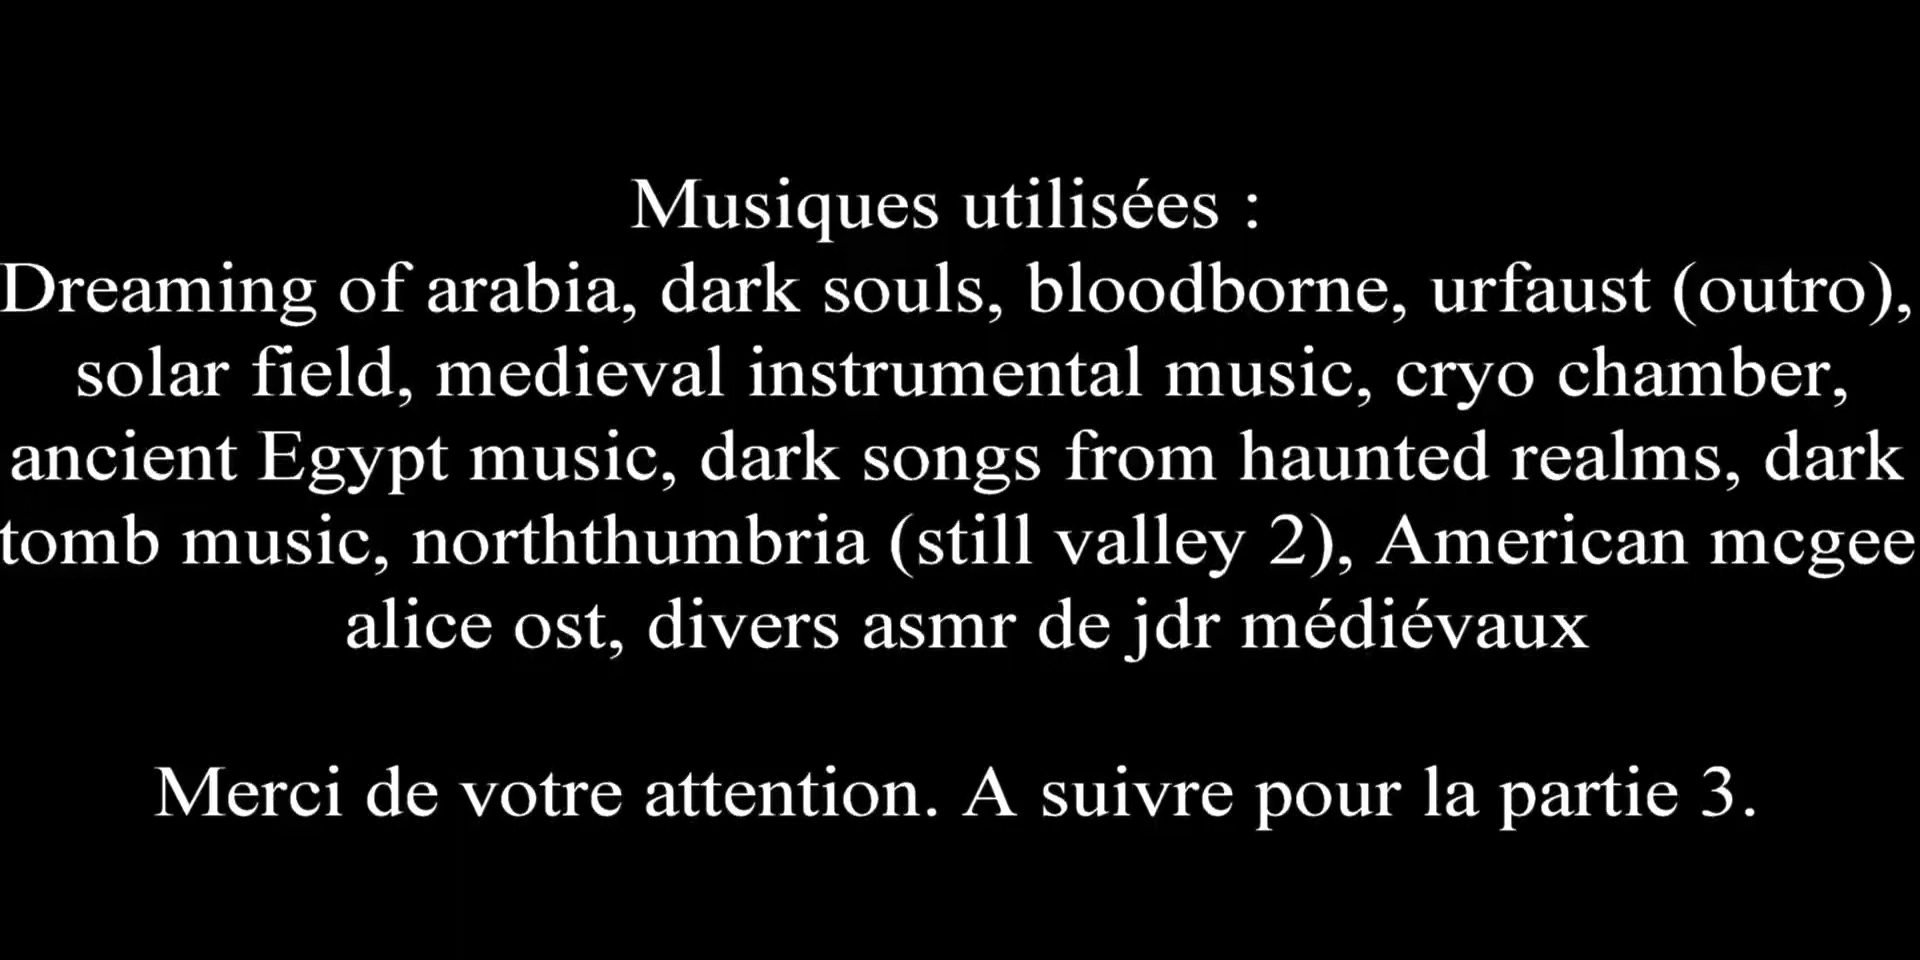 Musiques utilisées :
Dreaming of arabia, dark souls, bloodborne, urfaust (outro),
solar field, medieval instrumental music, cryo chamber,
ancient Egypt music, dark songs from haunted realms, dark
tomb music, norththumbria (still valley 2), American mcgee
alice ost, divers asmr de jdr médiévaux
Merci de votre attention. A suivre pour la partie 3.